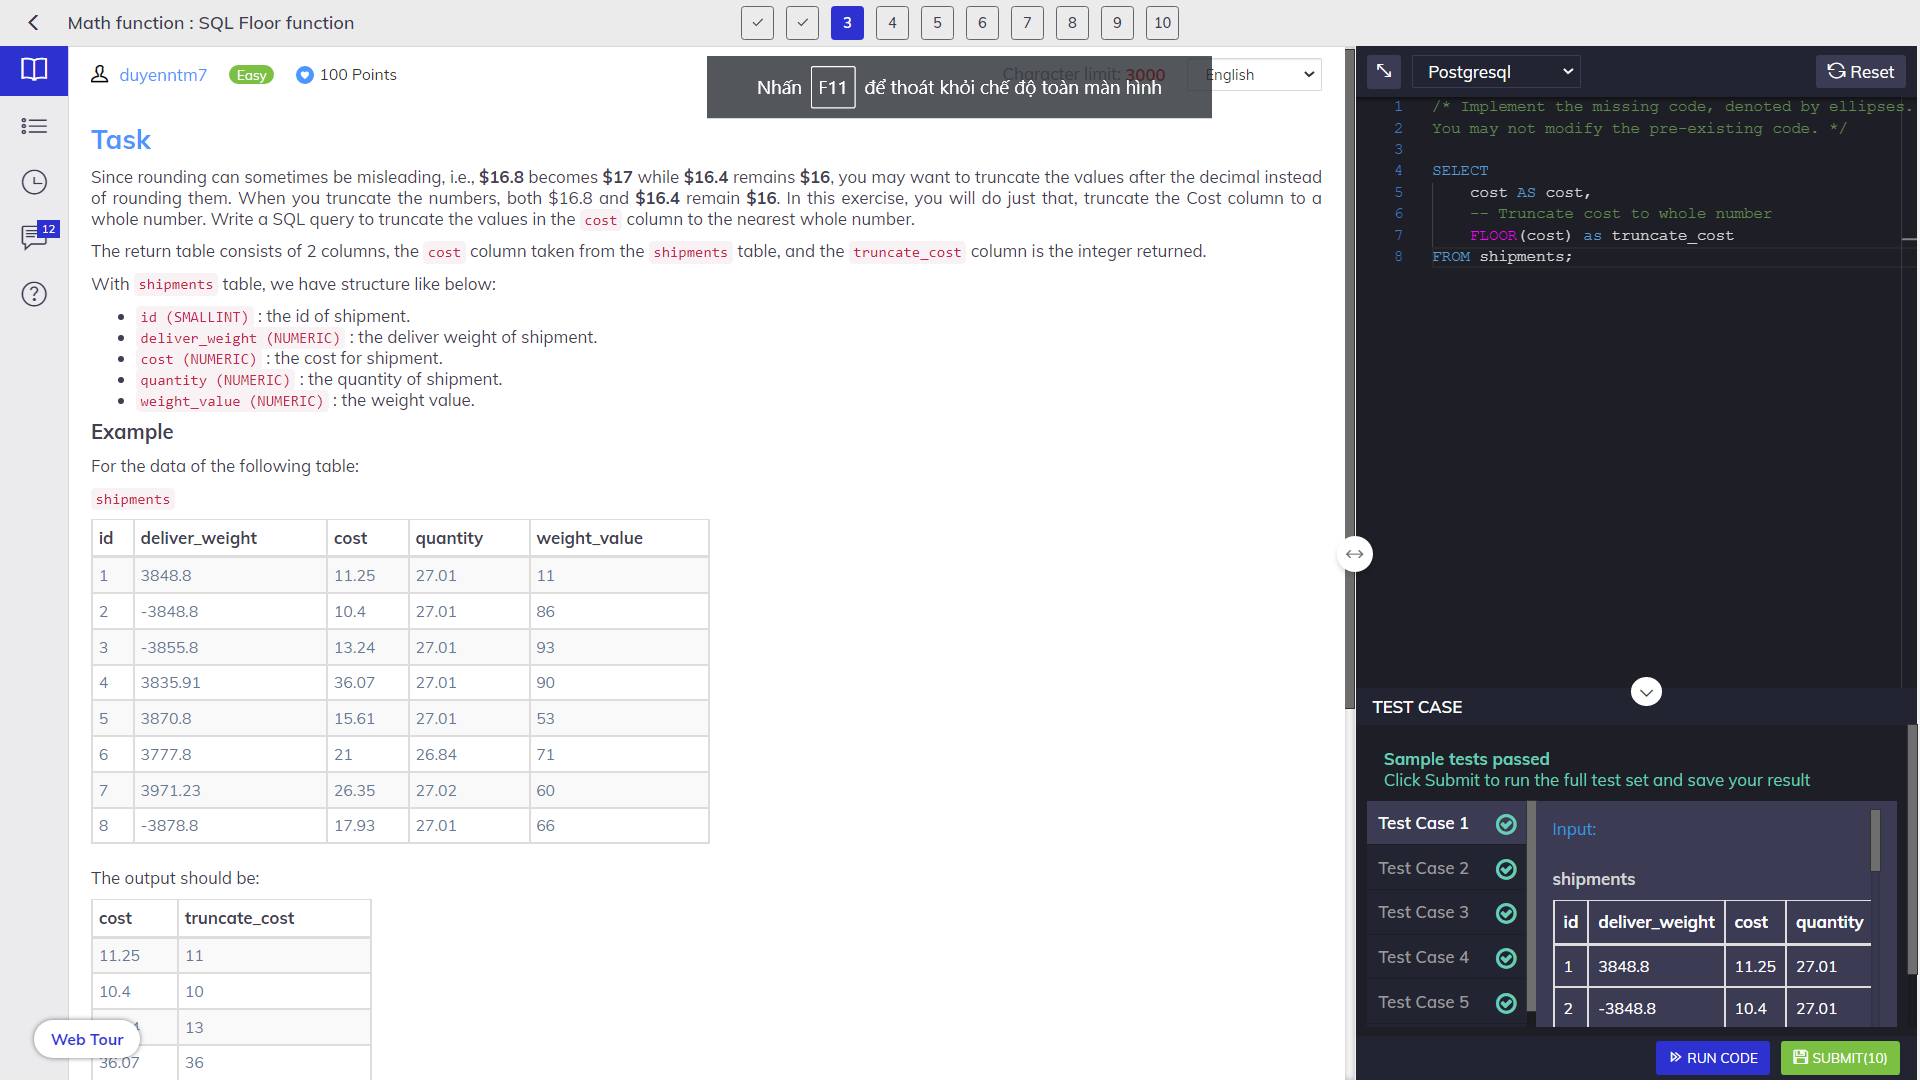 Math function : SQL Floor function
3 4 5 6 7 8 9 10
duyenntm7 Easy 100 Points
Character limit: 3000
English
Nhấn F11 để thoát khỏi chế độ toàn màn hình
12
Task
Since rounding can sometimes be misleading, i.e., $16.8 becomes $17 while $16.4 remains $16, you may want to truncate the values after the decimal instead
of rounding them. When you truncate the numbers, both $16.8 and $16.4 remain $16. In this exercise, you will do just that, truncate the Cost column to a
whole number. Write a SQL query to truncate the values in the cost column to the nearest whole number.
The return table consists of 2 columns, the cost column taken from the shipments table, and the truncate_cost column is the integer returned.
With shipments table, we have structure like below:
id (SMALLINT) : the id of shipment.
deliver_weight (NUMERIC) : the deliver weight of shipment.
cost (NUMERIC) : the cost for shipment.
quantity (NUMERIC) : the quantity of shipment.
weight_value (NUMERIC) : the weight value.
Example
For the data of the following table:
shipments
id deliver_weight cost quantity weight_value
1 3848.8 11.25 27.01 11
2 -3848.8 10.4 27.01 86
3 -3855.8 13.24 27.01 93
4 3835.91 36.07 27.01 90
5 3870.8 15.61 27.01 53
6 3777.8 21 26.84 71
7 3971.23 26.35 27.02 60
8 -3878.8 17.93 27.01 66
The output should be:
cost truncate_cost
11.25 11
10.4 10
13
36.07 36
Web Tour
Postgresql
Reset
1 /* Implement the missing code, denoted by ellipses.
2 You may not modify the pre-existing code. */
3
4 SELECT
5 cost AS cost,
6 -- Truncate cost to whole number
7 FLOOR(cost) as truncate_cost
8 FROM shipments;
TEST CASE
Sample tests passed
Click Submit to run the full test set and save your result
Test Case 1
Test Case 2
Test Case 3
Test Case 4
Test Case 5
Input:
shipments
id deliver_weight cost quantity
1 3848.8 11.25 27.01
2 -3848.8 10.4 27.01
RUN CODE
SUBMIT(10)